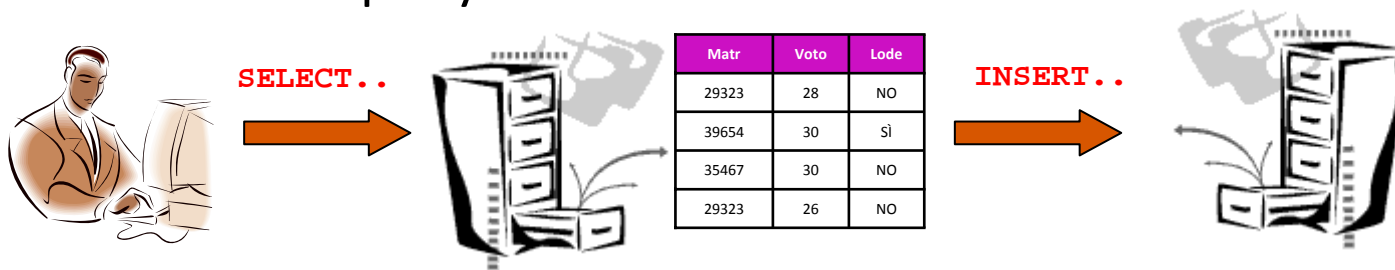 SELECT..
Matr Voto Lode
29323 28 NO
39654 30 SÌ
35467 30 NO
29323 26 NO
INSERT..